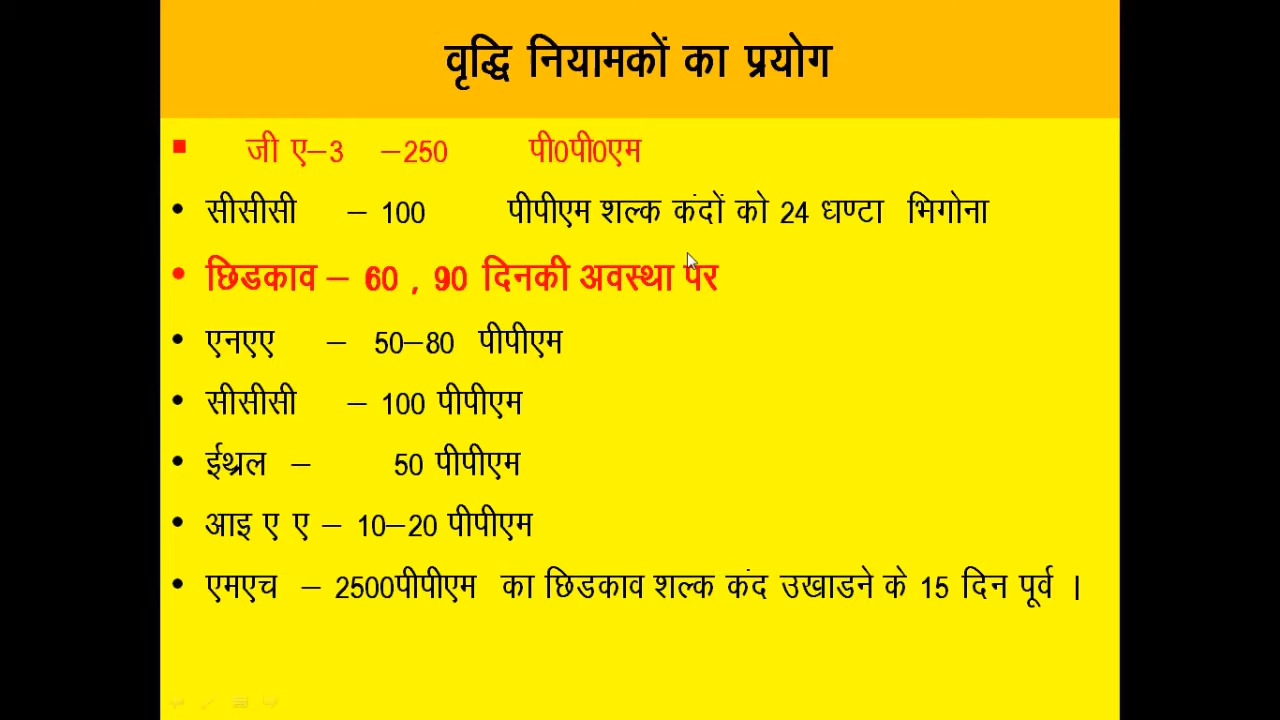 वृद्धि नियामकों का प्रयोग
जी ए–3 –250 पी0पी0एम
सीसीसी – 100 पीपीएम शल्क कंदों को 24 धण्टा भिगोना
छिडकाव – 60 , 90 दिनकी अवस्था पर
एनएए – 50–80 पीपीएम
सीसीसी – 100 पीपीएम
ईथ्रल – 50 पीपीएम
आइ ए ए – 10–20 पीपीएम
एमएच – 2500पीपीएम का छिडकाव शल्क कंद उखाडने के 15 दिन पूर्व ।